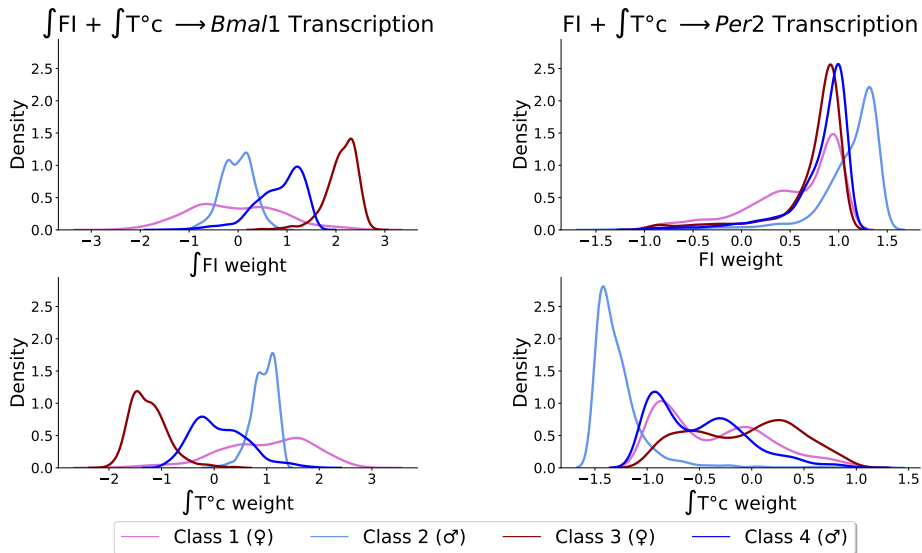 ∫FI + ∫T°c ⟶ Bmal1 Transcription
FI + ∫T°c ⟶ Per2 Transcription
Density
2.5
2.0
1.5
1.0
0.5
0.0
−3 −2 −1 0 1 2 3
∫FI weight
Density
2.5
2.0
1.5
1.0
0.5
0.0
−1.5 −1.0 −0.5 0.0 0.5 1.0 1.5
FI weight
Density
2.5
2.0
1.5
1.0
0.5
0.0
−2 −1 0 1 2 3
∫T°c weight
Density
2.5
2.0
1.5
1.0
0.5
0.0
−1.5 −1.0 −0.5 0.0 0.5 1.0 1.5
∫T°c weight
Class 1 (♀) Class 2 (♂) Class 3 (♀) Class 4 (♂)